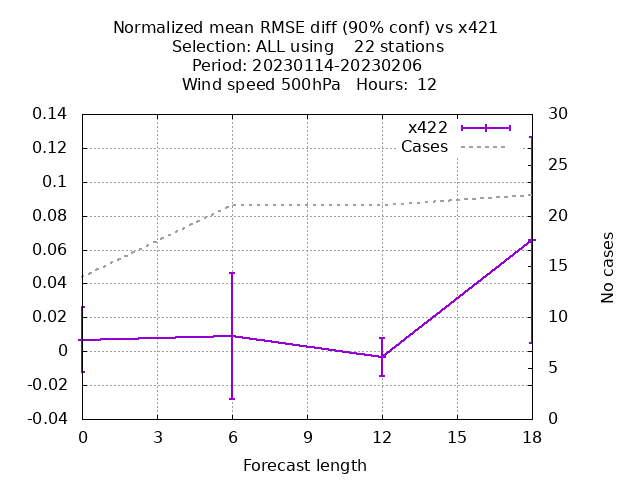 Normalized mean RMSE diff (90% conf) vs x421
Selection: ALL using    22 stations
Period: 20230114-20230206
Wind speed 500hPa   Hours:  12
x422
Cases
0.14
0.12
0.1
0.08
0.06
0.04
0.02
0
-0.02
-0.04
30
25
20
15
10
5
0
No cases
0 3 6 9 12 15 18
Forecast length